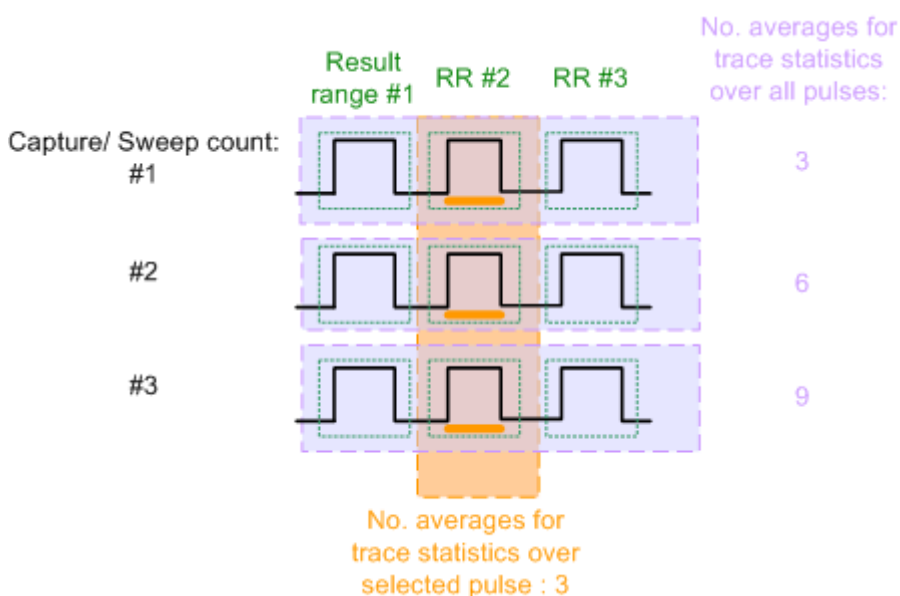 Result
range #1
RR #2
RR #3
No. averages for
trace statistics
over all pulses:
Capture/ Sweep count:
#1
3
#2
6
#3
9
No. averages for
trace statistics over
selected pulse : 3